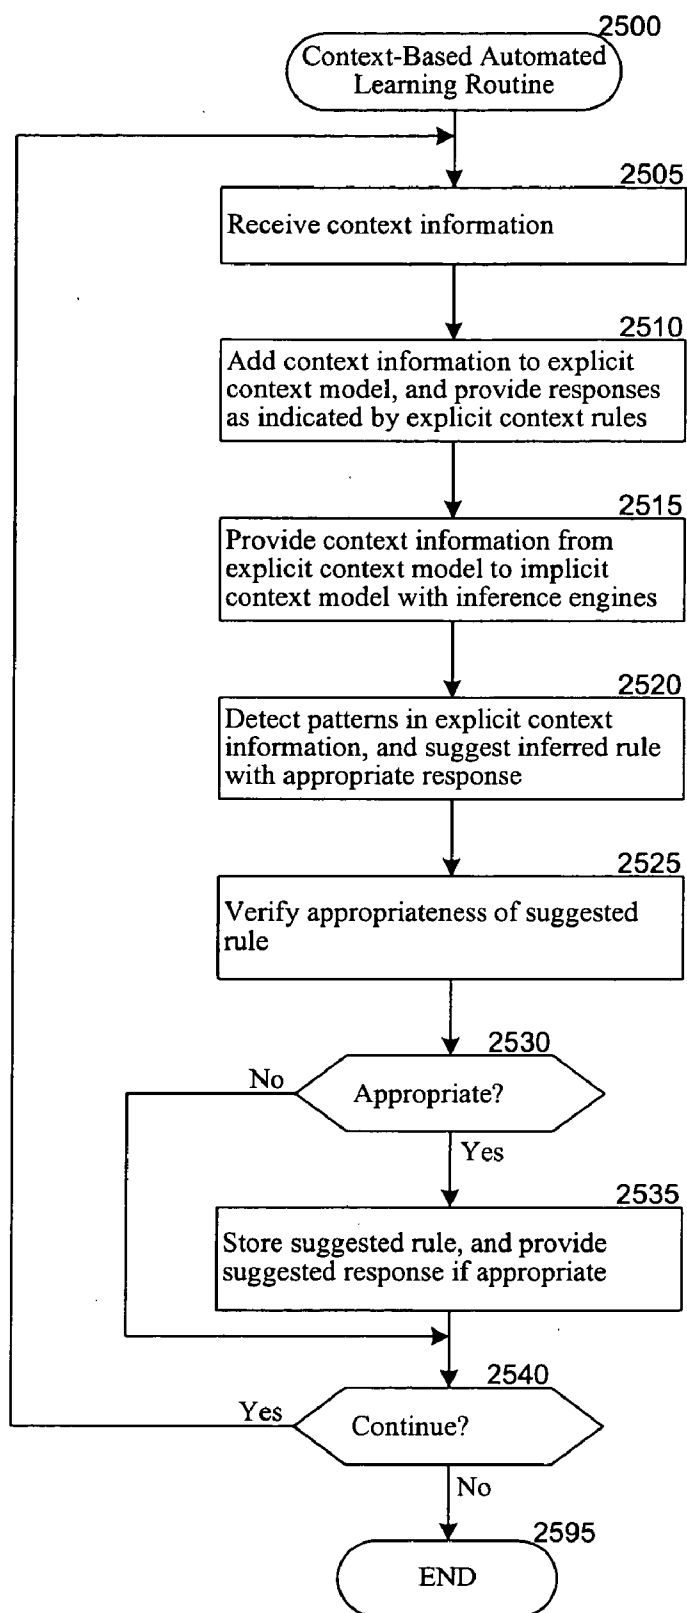 2500
Context-Based Automated
Learning Routine
2505
Receive context information
2510
Add context information to explicit
context model, and provide responses
as indicated by explicit context rules
2515
Provide context information from
explicit context model to implicit
context model with inference engines
2520
Detect patterns in explicit context
information, and suggest inferred rule
with appropriate response
2525
Verify appropriateness of suggested
rule
2530
No
Appropriate?
Yes
2535
Store suggested rule, and provide
suggested response if appropriate
2540
Yes
Continue?
No
2595
END